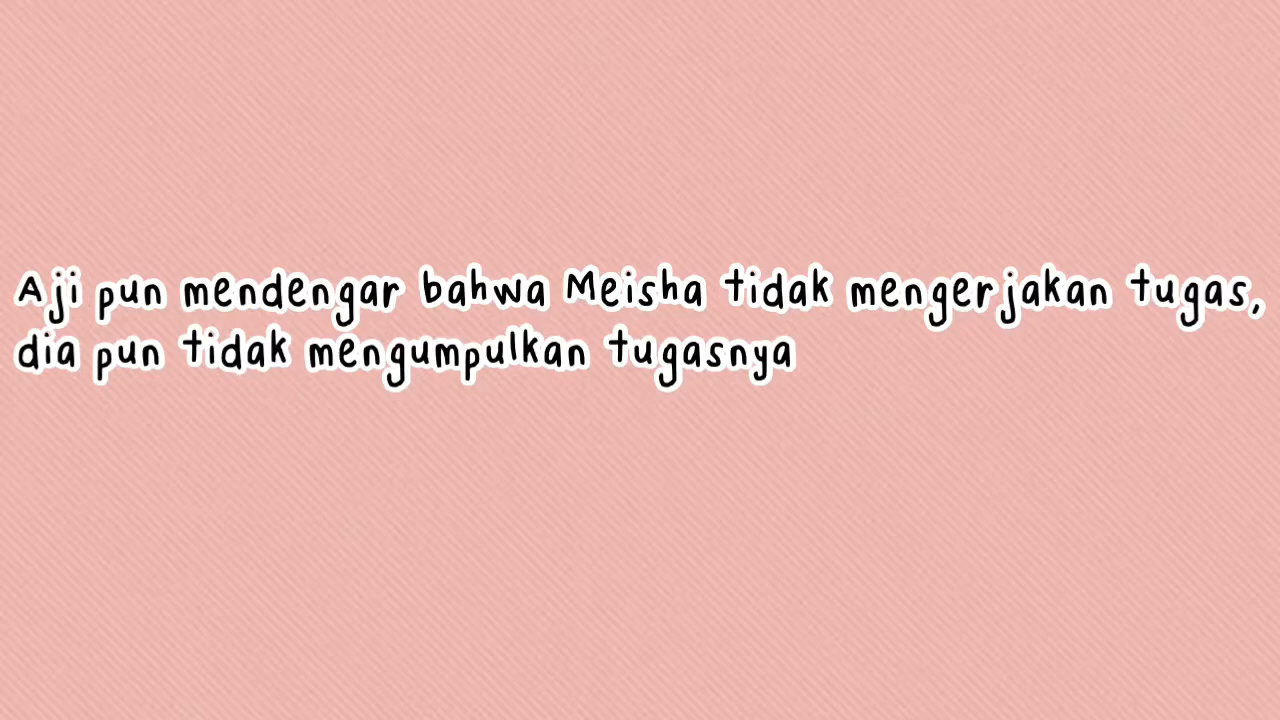 Aji pun mendengar bahwa Meisha tidak mengerjakan tugas,
dia pun tidak mengumpulkan tugasnya